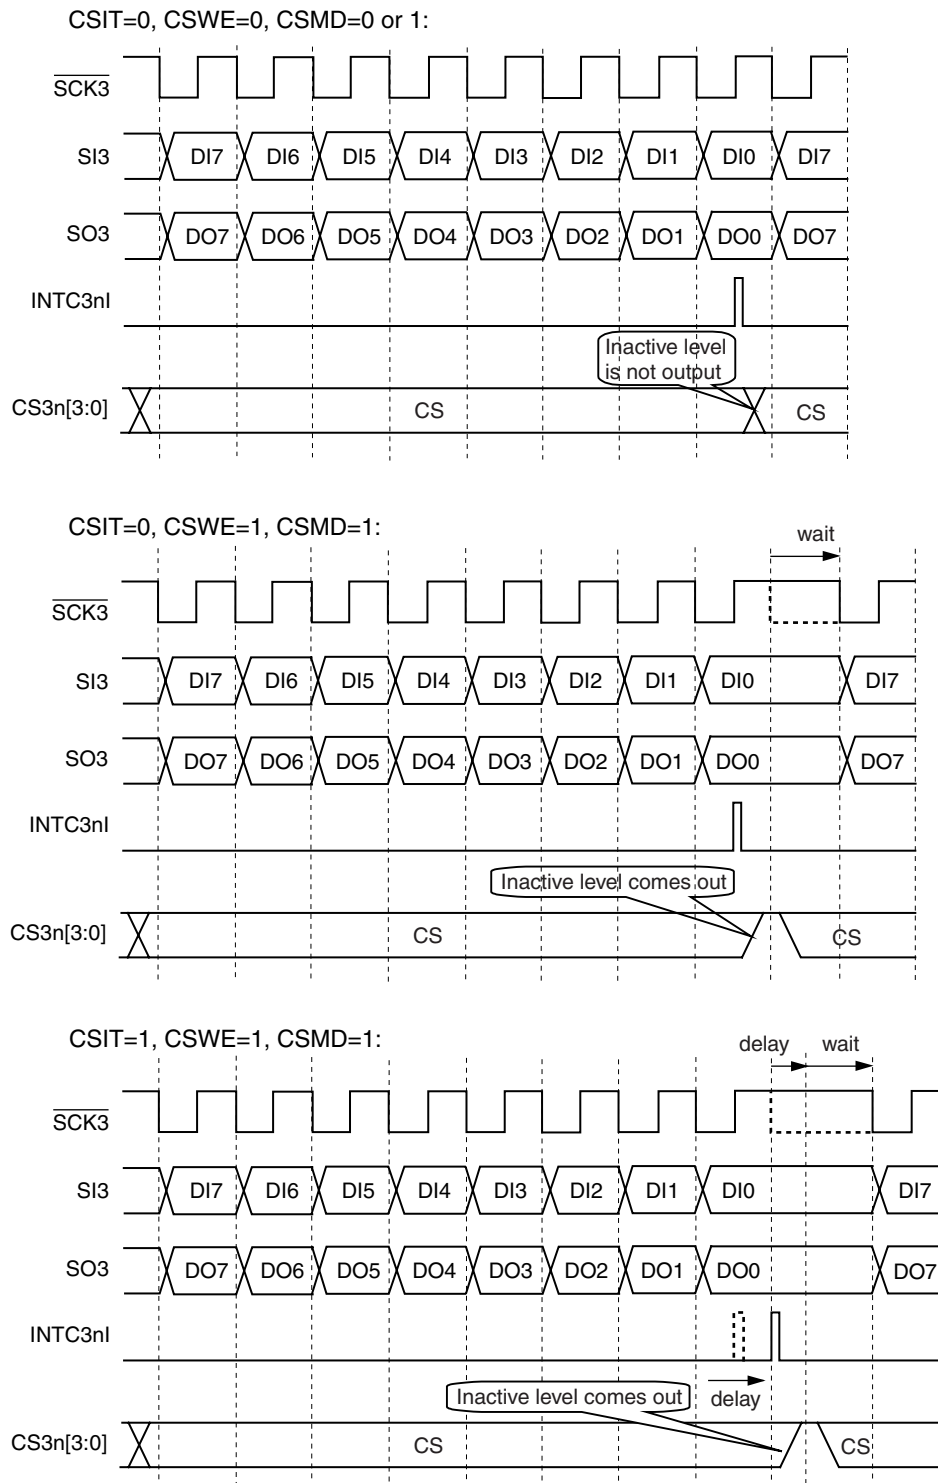 CSIT=0, CSWE=0, CSMD=0 or 1:
SCK3
SI3 DI7 DI6 DI5 DI4 DI3 DI2 DI1 DI0 DI7
SO3 DO7 DO6 DO5 DO4 DO3 DO2 DO1 DO0 DO7
INTC3nI
Inactive level
is not output
CS3n[3:0] CS CS
CSIT=0, CSWE=1, CSMD=1:
wait
SCK3
SI3 DI7 DI6 DI5 DI4 DI3 DI2 DI1 DI0 DI7
SO3 DO7 DO6 DO5 DO4 DO3 DO2 DO1 DO0 DO7
INTC3nI
Inactive level comes out
CS3n[3:0] CS CS
CSIT=1, CSWE=1, CSMD=1:
delay wait
SCK3
SI3 DI7 DI6 DI5 DI4 DI3 DI2 DI1 DI0 DI7
SO3 DO7 DO6 DO5 DO4 DO3 DO2 DO1 DO0 DO7
INTC3nI
Inactive level comes out delay
CS3n[3:0] CS CS